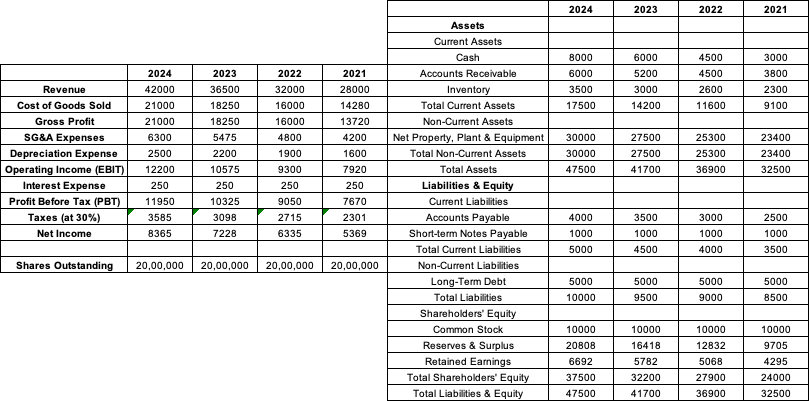 2024 2023 2022 2021
Assets
Current Assets
Cash 8000 6000 4500 3000
Accounts Receivable 6000 5200 4500 3800
Inventory 3500 3000 2600 2300
Total Current Assets 17500 14200 11600 9100
Non-Current Assets
Net Property, Plant & Equipment 30000 27500 25300 23400
Total Non-Current Assets 30000 27500 25300 23400
Total Assets 47500 41700 36900 32500
Liabilities & Equity
Current Liabilities
Accounts Payable 4000 3500 3000 2500
Short-term Notes Payable 1000 1000 1000 1000
Total Current Liabilities 5000 4500 4000 3500
Non-Current Liabilities
Long-Term Debt 5000 5000 5000 5000
Total Liabilities 10000 9500 9000 8500
Shareholders' Equity
Common Stock 10000 10000 10000 10000
Reserves & Surplus 20808 16418 12832 9705
Retained Earnings 6692 5782 5068 4295
Total Shareholders' Equity 37500 32200 27900 24000
Total Liabilities & Equity 47500 41700 36900 32500
2024 2023 2022 2021
Revenue 42000 36500 32000 28000
Cost of Goods Sold 21000 18250 16000 14280
Gross Profit 21000 18250 16000 13720
SG&A Expenses 6300 5475 4800 4200
Depreciation Expense 2500 2200 1900 1600
Operating Income (EBIT) 12200 10575 9300 7920
Interest Expense 250 250 250 250
Profit Before Tax (PBT) 11950 10325 9050 7670
Taxes (at 30%) 3585 3098 2715 2301
Net Income 8365 7228 6335 5369
Shares Outstanding 20,00,000 20,00,000 20,00,000 20,00,000